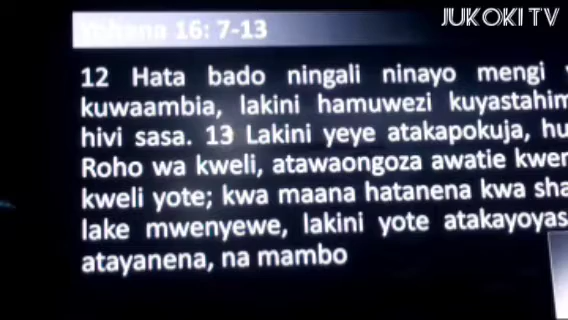 JUKOKI TV
Yohana 16: 7-13
12 Hata bado ningali ninayo mengi
kuwaambia, lakini hamuwezi
hivi sasa. 13 Lakini yeye atakapokuja,
Roho wa kweli, atawaongoza awatie
kweli yote; kwa maana hatanena kwa
lake mwenyewe, lakini yote
atayanena, na mambo